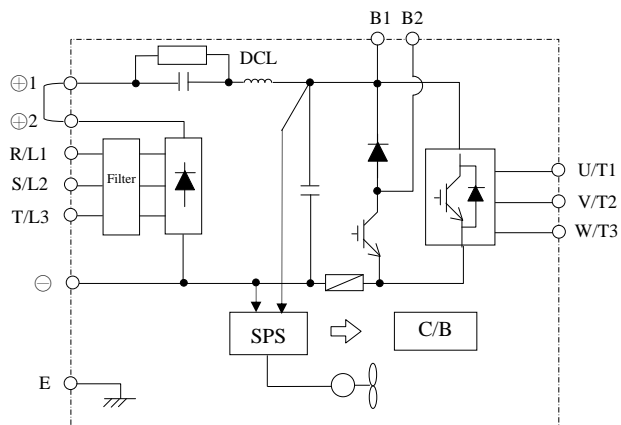 B1 B2
DCL
⊕1
⊕2
R/L1
S/L2
T/L3
Filter
U/T1
V/T2
W/T3
⊖
SPS
C/B
E